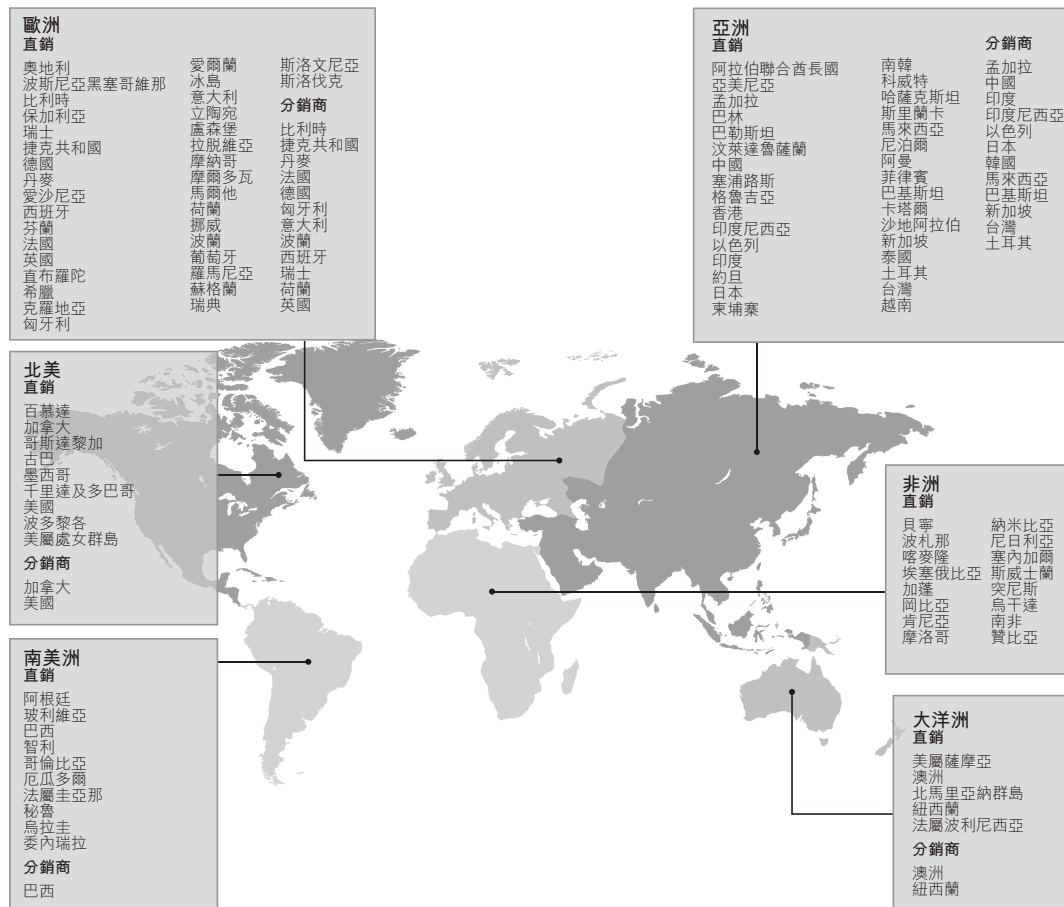 歐洲
直銷
奧地利
波斯尼亞黑塞哥維那
比利時
保加利亞
瑞士
捷克共和國
德國
丹麥
愛沙尼亞
西班牙
芬蘭
法國
英國
直布羅陀
希臘
克羅地亞
匈牙利
愛爾蘭
冰島
意大利
立陶宛
盧森堡
拉脫維亞
摩納哥
摩爾多瓦
馬爾他
荷蘭
挪威
波蘭
葡萄牙
羅馬尼亞
蘇格蘭
瑞典
斯洛文尼亞
斯洛伐克
分銷商
比利時
捷克共和國
丹麥
法國
德國
匈牙利
意大利
波蘭
西班牙
瑞士
荷蘭
英國
亞洲
直銷
阿拉伯聯合酋長國
亞美尼亞
孟加拉
巴林
巴勒斯坦
汶萊達魯薩蘭
中國
塞浦路斯
格魯吉亞
香港
印度尼西亞
以色列
印度
約旦
日本
柬埔寨
南韓
科威特
哈薩克斯坦
斯里蘭卡
馬來西亞
尼泊爾
阿曼
菲律賓
巴基斯坦
卡塔爾
沙地阿拉伯
新加坡
泰國
土耳其
台灣
越南
分銷商
孟加拉
中國
印度
印度尼西亞
以色列
日本
韓國
馬來西亞
巴基斯坦
新加坡
台灣
土耳其
北美
直銷
百慕達
加拿大
哥斯達黎加
古巴
墨西哥
千里達及多巴哥
美國
波多黎各
美屬處女群島
分銷商
加拿大
美國
非洲
直銷
貝寧
波札那
喀麥隆
埃塞俄比亞
加蓬
岡比亞
肯尼亞
摩洛哥
納米比亞
尼日利亞
塞內加爾
斯威士蘭
突尼斯
烏干達
南非
贊比亞
南美洲
直銷
阿根廷
玻利維亞
巴西
智利
哥倫比亞
厄瓜多爾
法屬圭亞那
秘魯
烏拉圭
委內瑞拉
分銷商
巴西
大洋洲
直銷
美屬薩摩亞
澳洲
北馬里亞納群島
紐西蘭
法屬波利尼西亞
分銷商
澳洲
紐西蘭